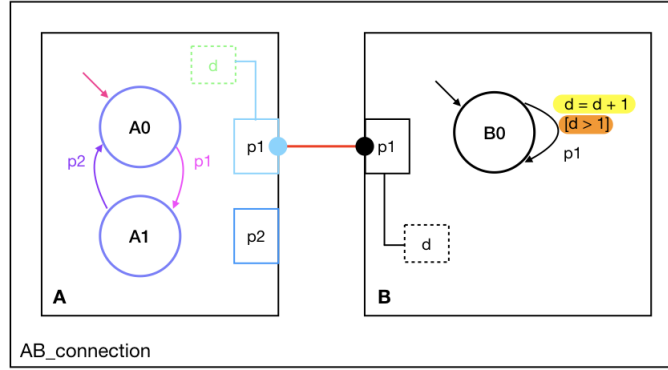 d
A0
p2
p1
A1
p1
p2
A
p1
d
B0
d = d + 1
[d > 1]
p1
B
AB_connection